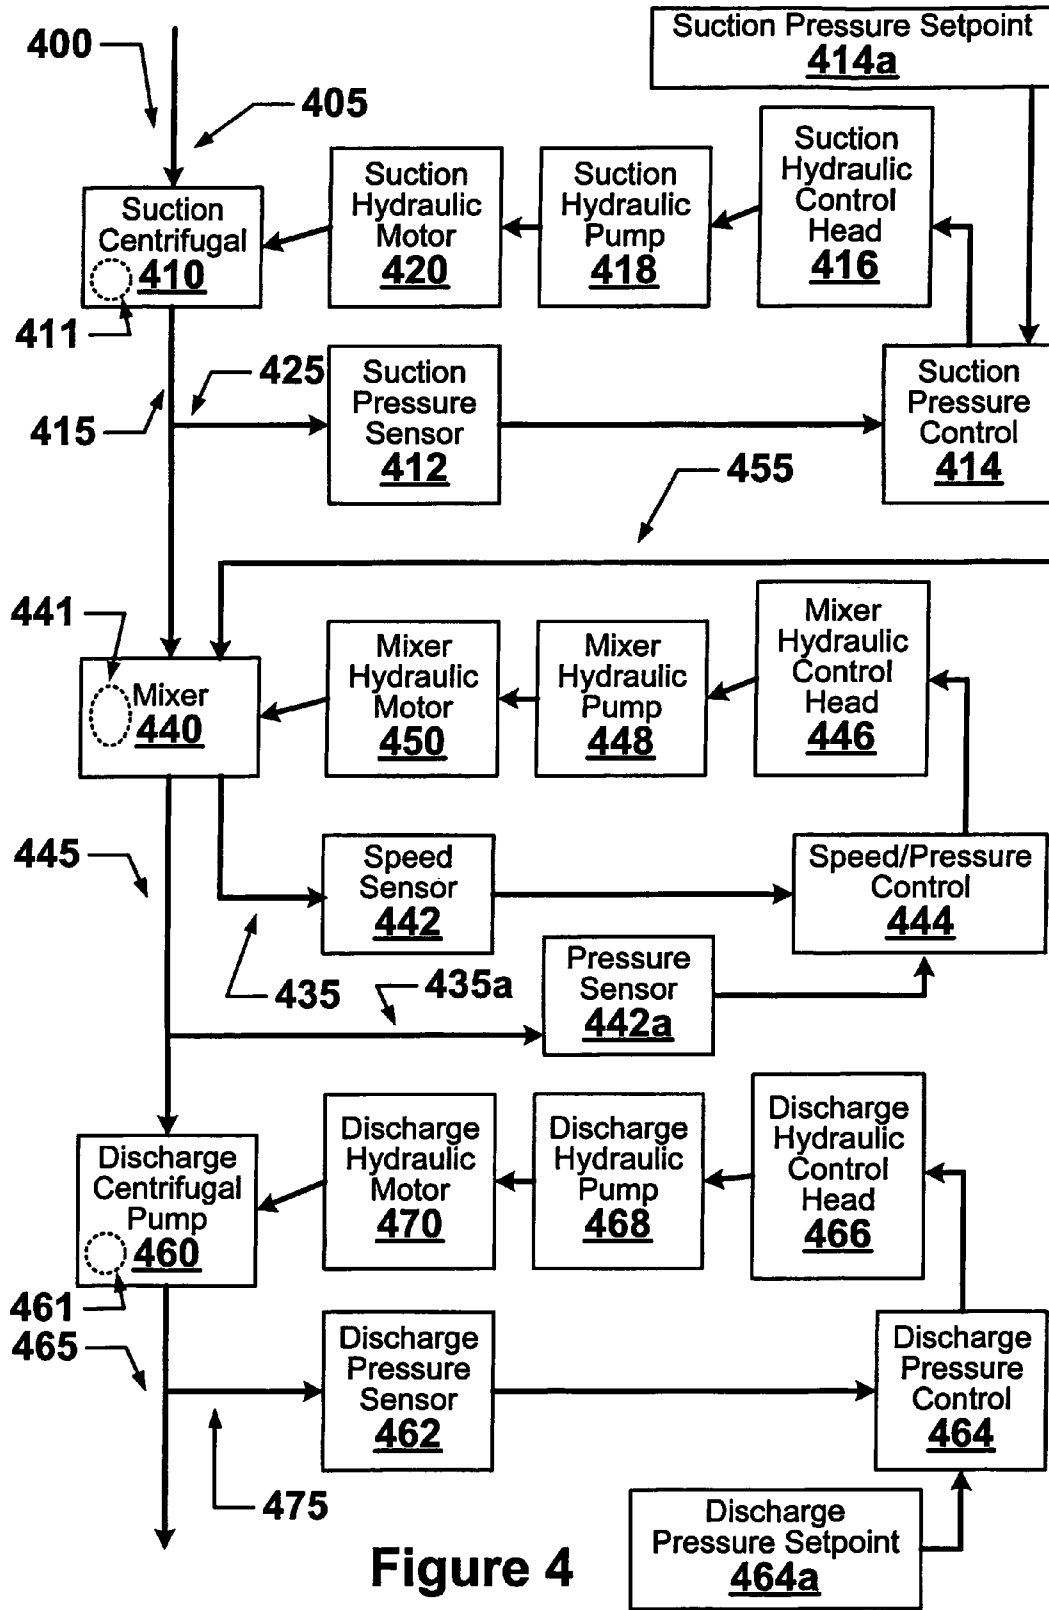 400
405
Suction Pressure Setpoint
414a
Suction
Centrifugal
410
411
Suction
Hydraulic
Motor
420
Suction
Hydraulic
Pump
418
Suction
Hydraulic
Control
Head
416
415
425
Suction
Pressure
Sensor
412
Suction
Pressure
Control
414
455
441
Mixer
440
Mixer
Hydraulic
Motor
450
Mixer
Hydraulic
Pump
448
Mixer
Hydraulic
Control
Head
446
445
Speed
Sensor
442
Speed/Pressure
Control
444
435
435a
Pressure
Sensor
442a
Discharge
Centrifugal
Pump
460
461
Discharge
Hydraulic
Motor
470
Discharge
Hydraulic
Pump
468
Discharge
Hydraulic
Control
Head
466
465
Discharge
Pressure
Sensor
462
Discharge
Pressure
Control
464
475
Discharge
Pressure Setpoint
464a
Figure 4